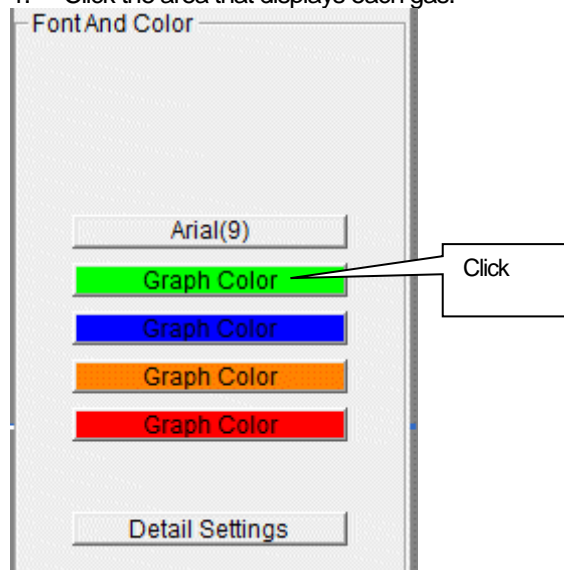 1. Click the area that displays each gas.
Font And Color
Arial(9)
Graph Color
Click
Graph Color
Graph Color
Graph Color
Detail Settings